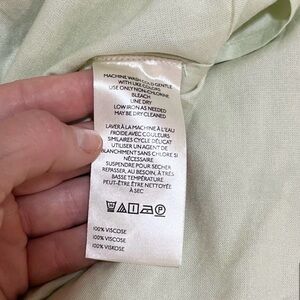 MACHINE WASH COLD GENTLE
WITH LIKE COLOURS
USE ONLY NON-CHLORINE
BLEACH
LINE DRY
LOW IRON AS NEEDED
MAY BE DRY CLEANED
LAVER À LA MACHINE À L'EAU
FROIDE AVEC COULEURS
SIMILAIRES CYCLE DÉLICAT
UTILISER UN AGENT DE
BLANCHIMENT SANS CHLORE SI
NÉCESSAIRE
SUSPENDRE POUR SÉCHER
REPASSER, AU BESOIN, À TRÈS
BASSE TEMPÉRATURE
PEUT-ÊTRE ÊTRE NETTOYÉE
À SEC
100% VISCOSE
100% VISCOSE
100% VISKOSE